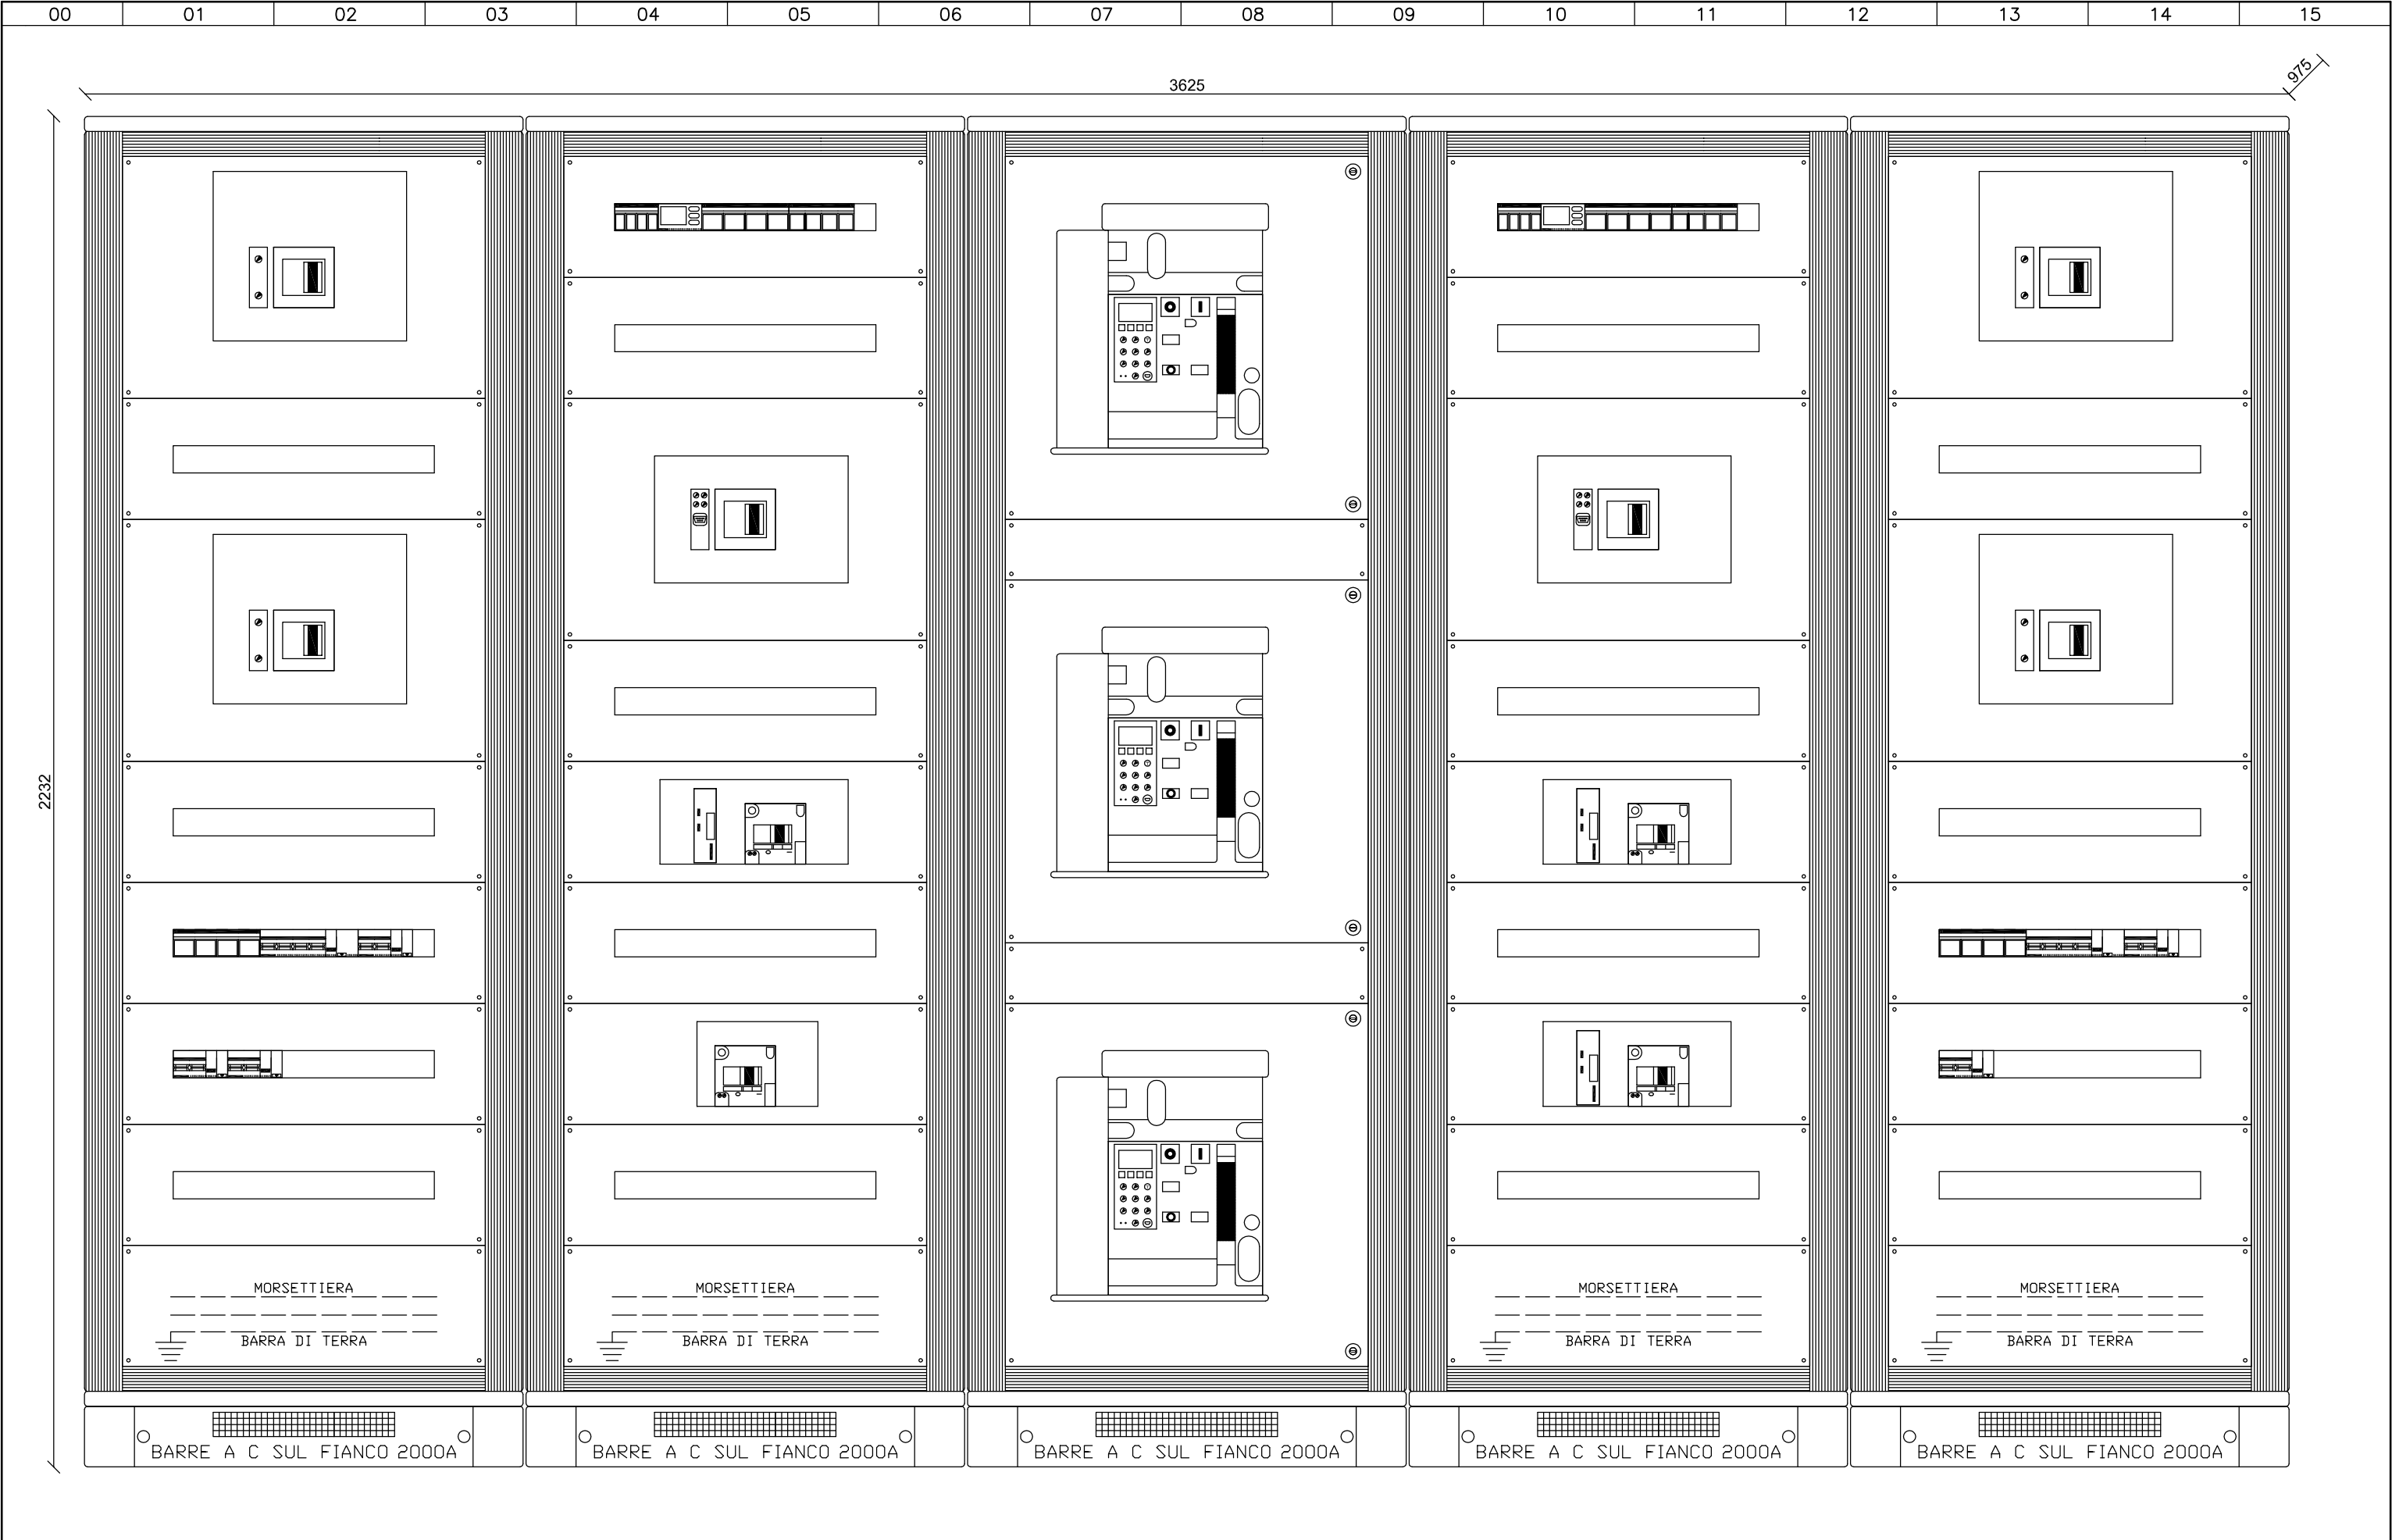 00 01 02 03 04 05 06 07 08 09 10 11 12 13 14 15
3625
975
2232
MORSETTIERA MORSETTIERA MORSETTIERA MORSETTIERA
BARRA DI TERRA BARRA DI TERRA BARRA DI TERRA BARRA DI TERRA
BARRE A C SUL FIANCO 2000A BARRE A C SUL FIANCO 2000A BARRE A C SUL FIANCO 2000A BARRE A C SUL FIANCO 2000A BARRE A C SUL FIANCO 2000A